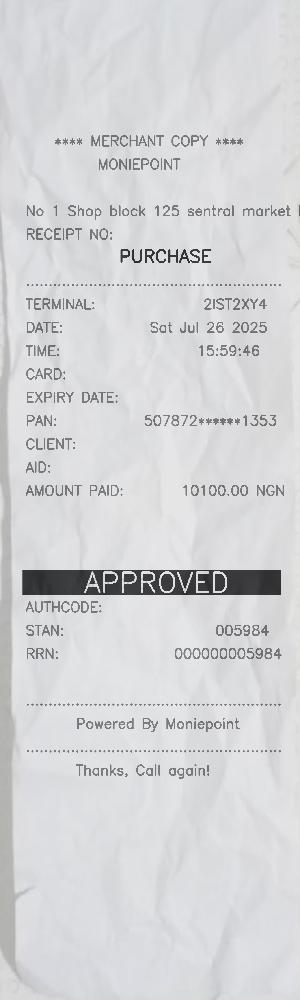 **** MERCHANT COPY ****
MONIEPOINT
No 1 Shop block 125 sentral market
RECEIPT NO:
PURCHASE
TERMINAL: 2IST2XY4
DATE: Sat Jul 26 2025
TIME: 15:59:46
CARD:
EXPIRY DATE:
PAN: 507872******1353
CLIENT:
AID:
AMOUNT PAID: 10100.00 NGN
APPROVED
AUTHCODE:
STAN: 005984
RRN: 000000005984
Powered By Moniepoint
Thanks, Call again!